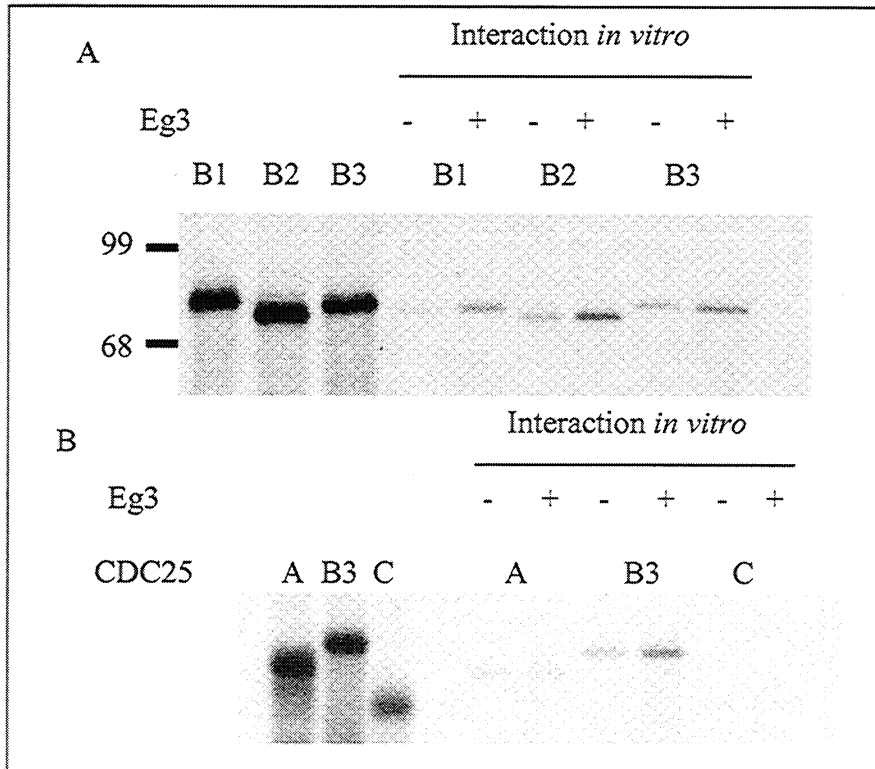 A
Interaction in vitro
Eg3 - + - + - +
B1 B2 B3 B1 B2 B3
99
68
Interaction in vitro
B
Eg3 - + - + - +
CDC25 A B3 C A B3 C